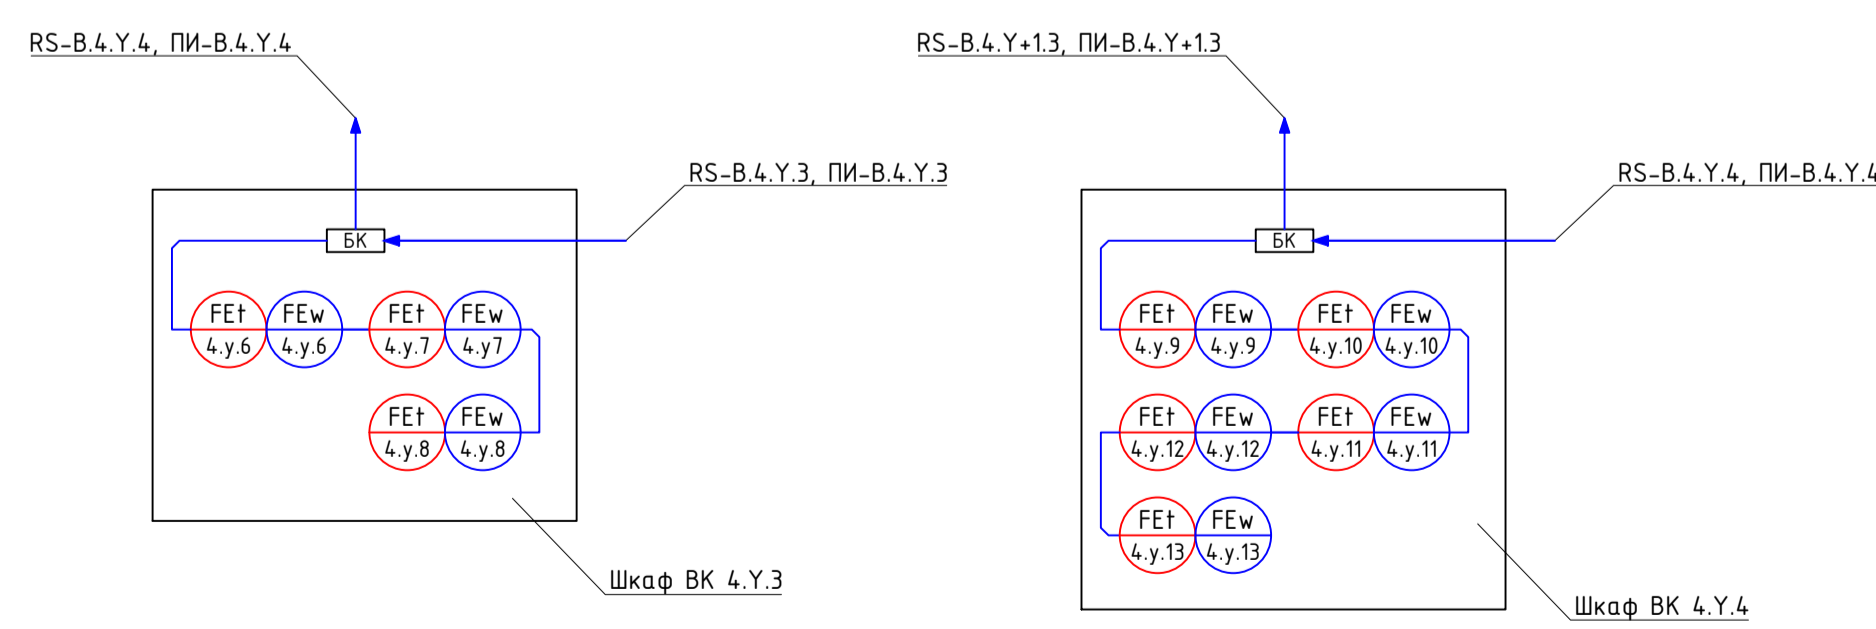 RS-В.4.Y.4, ПИ-В.4.Y.4
RS-В.4.Y.3, ПИ-В.4.Y.3
БК
FEt FEw FEt FEw
4.y.6 4.y.6 4.y.7 4.y7
FEt FEw
4.y.8 4.y.8
Шкаф ВК 4.Y.3
RS-В.4.Y+1.3, ПИ-В.4.Y+1.3
RS-В.4.Y.4, ПИ-В.4.Y.4
БК
FEt FEw FEt FEw
4.y.9 4.y.9 4.y.10 4.y.10
FEt FEw FEt FEw
4.y.12 4.y.12 4.y.11 4.y.11
FEt FEw
4.y.13 4.y.13
Шкаф ВК 4.Y.4